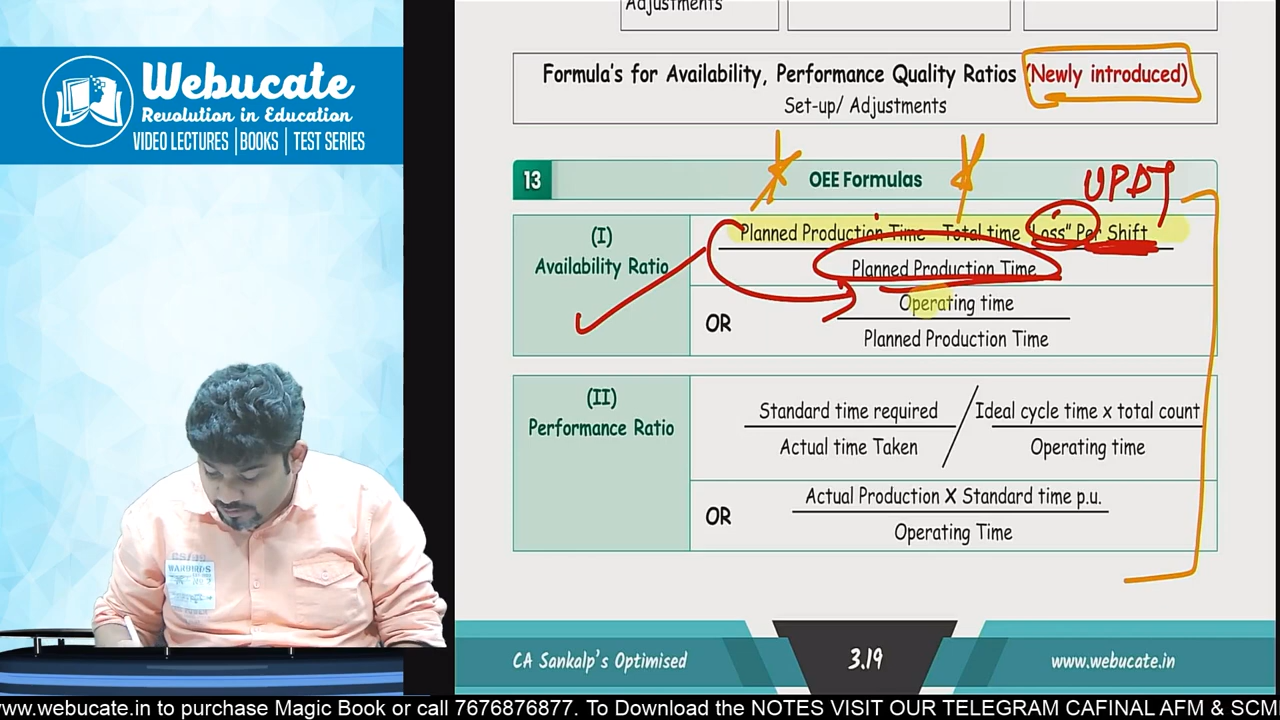 Adjustments
Webucate
Revolution in Education
VIDEO LECTURES | BOOKS | TEST SERIES
Formula's for Availability, Performance Quality Ratios (Newly introduced)
Set-up/ Adjustments
13
OEE Formulas
UPDT
(I)
Availability Ratio
Planned Production Time - Total time "Loss" Per Shift
Planned Production Time
OR
Operating time
Planned Production Time
(II)
Performance Ratio
Standard time required
Actual time Taken
/
Ideal cycle time x total count
Operating time
OR
Actual Production X Standard time p.u.
Operating Time
CA Sankalp's Optimised
3.19
www.webucate.in
www.webucate.in to purchase Magic Book or call 7676876877. To Download the NOTES VISIT OUR TELEGRAM CAFINAL AFM & SCM